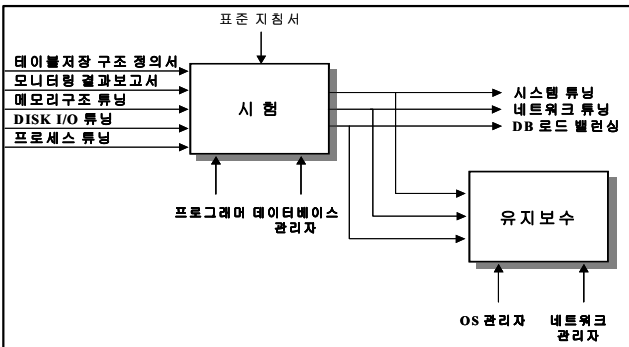 표준 지침서
테이블저장 구조 정의서
모니터링 결과보고서
메모리구조 튜닝
DISK I/O 튜닝
프로세스 튜닝
시 험
시스템 튜닝
네트워크 튜닝
DB 로드 밸런싱
프로그래머 데이터베이스
관리자
유지보수
OS 관리자 네트워크
관리자